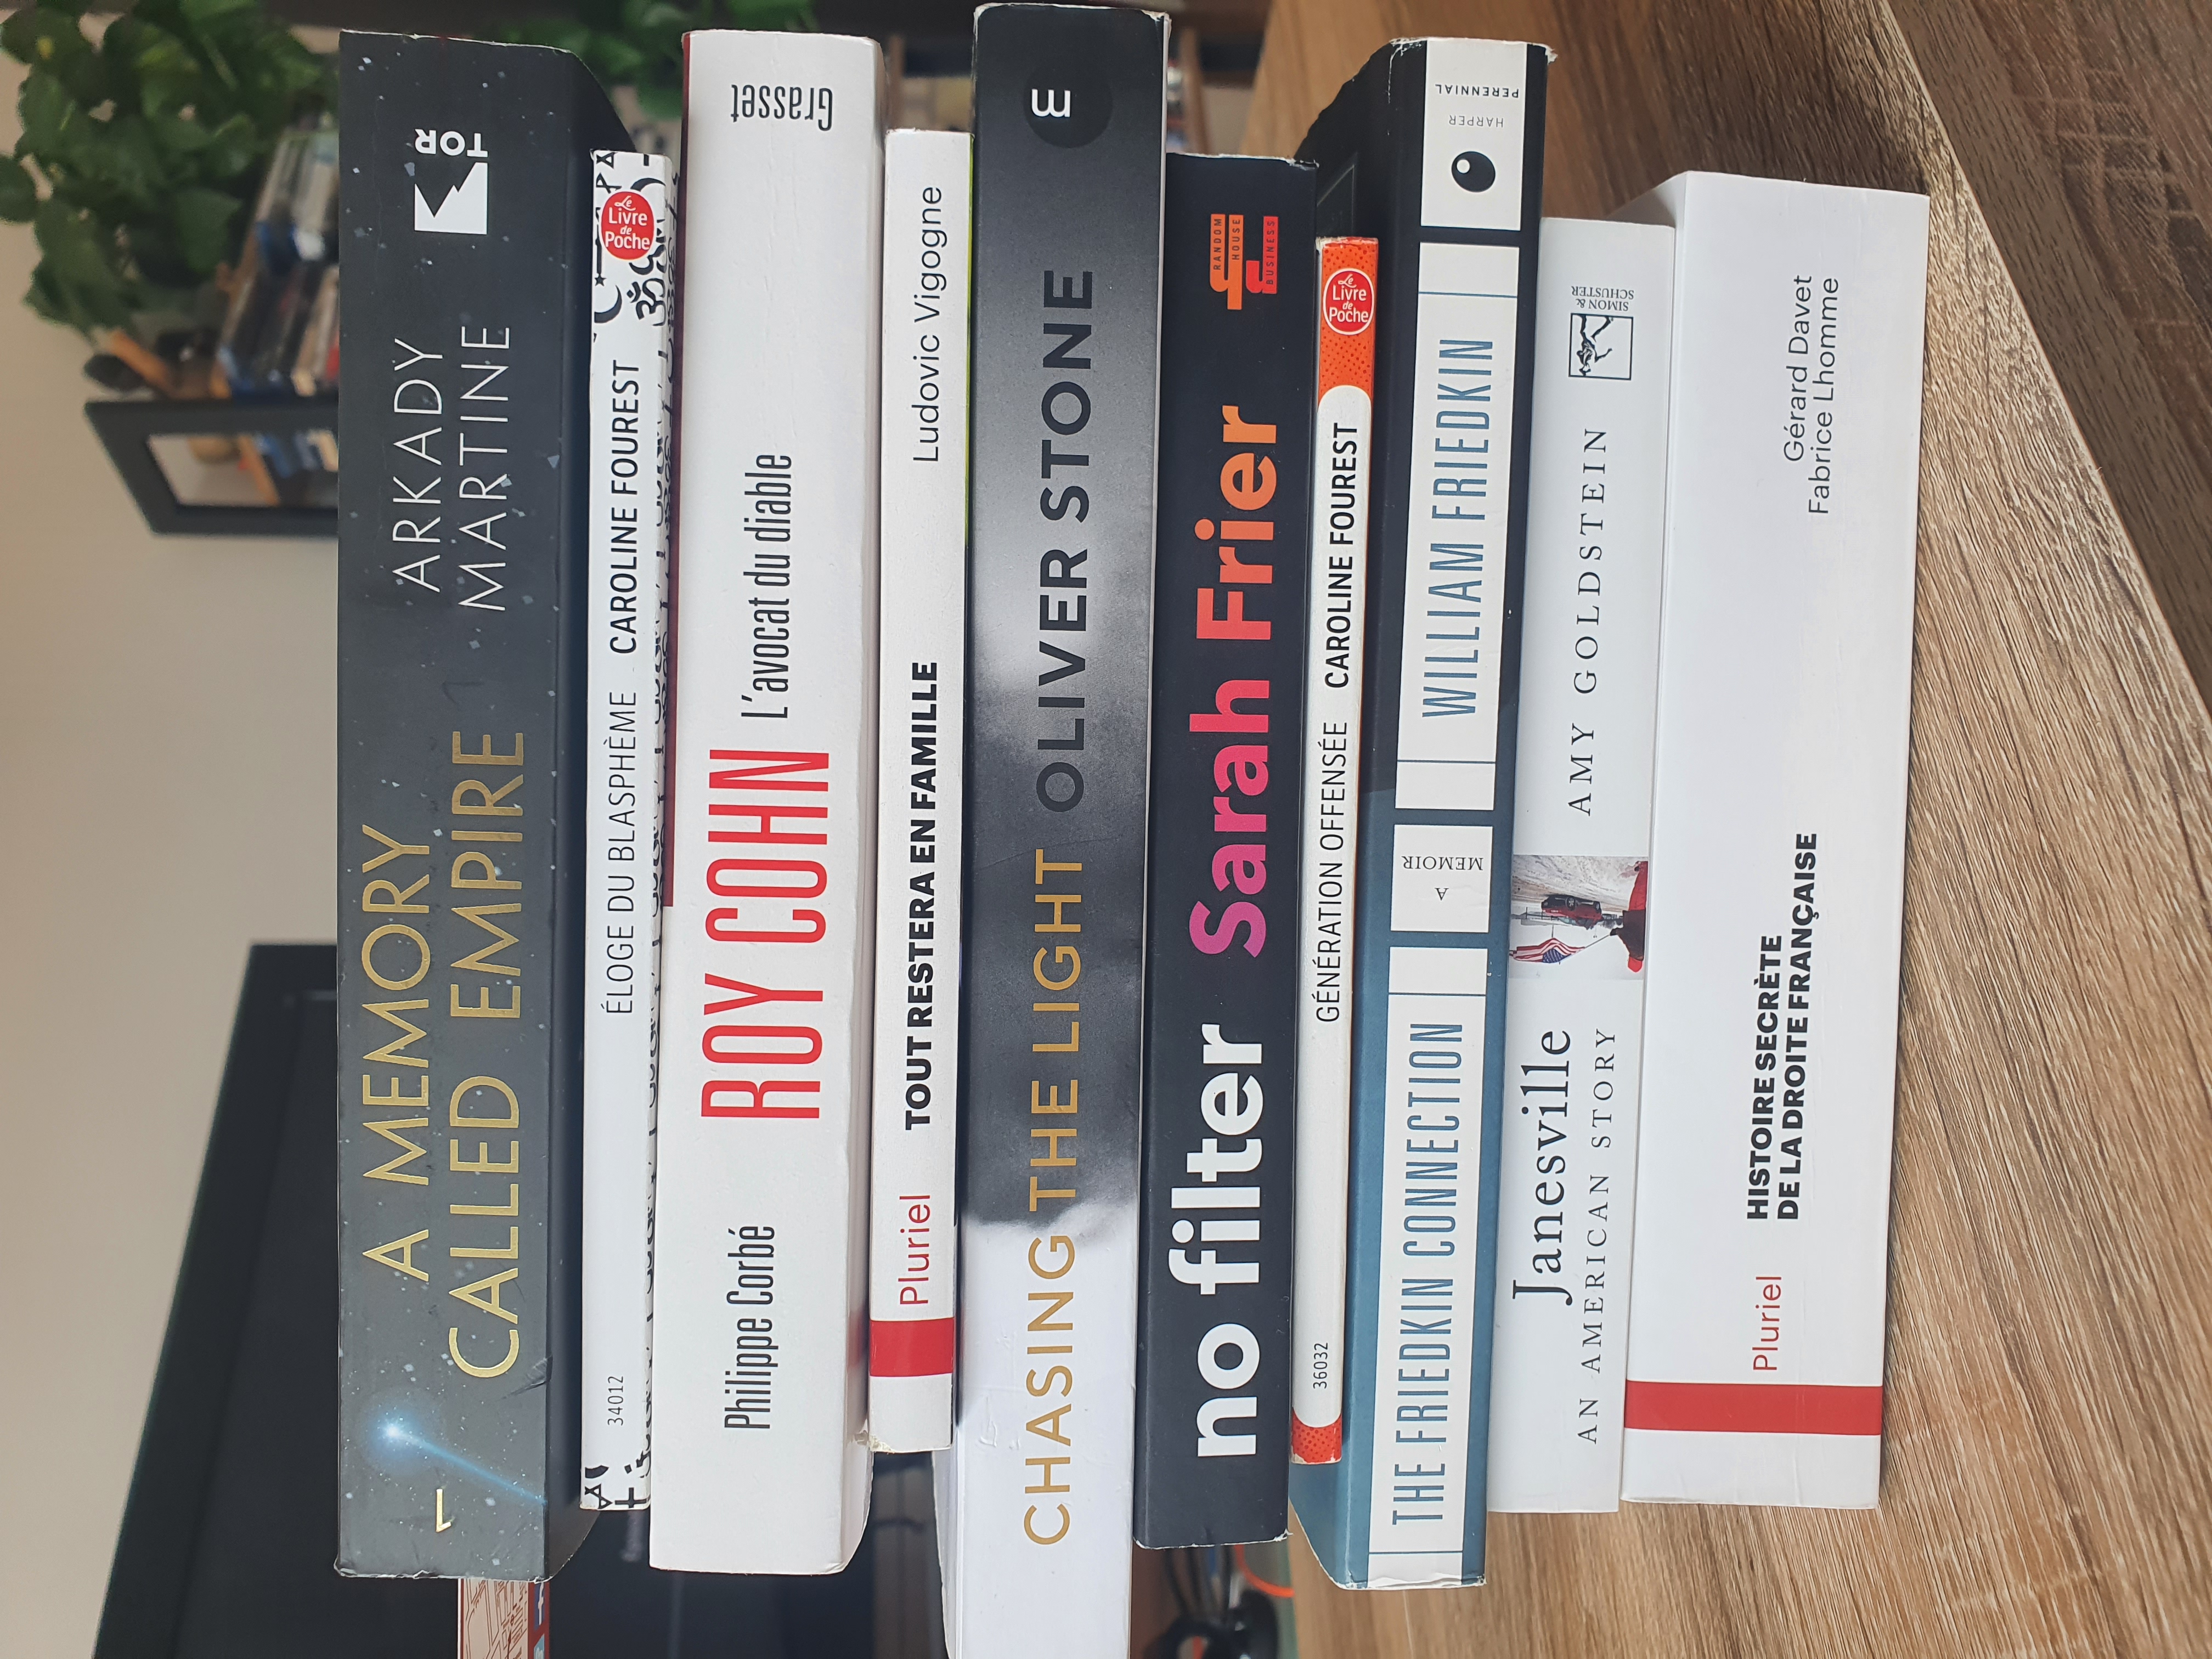 1
A MEMORY
CALLED EMPIRE
ARKADY
MARTINE
TOR
34012
ÉLOGE DU BLASPHÈME CAROLINE FOUREST
Le Livre de Poche
Philippe Corbé
ROY COHN
L'avocat du diable
Grasset
Pluriel
TOUT RESTERA EN FAMILLE
Ludovic Vigogne
CHASING THE LIGHT OLIVER STONE
m
no filter Sarah Frier
RANDOM
HOUSE
BUSINESS
36032
GÉNÉRATION OFFENSÉE CAROLINE FOUREST
Le Livre de Poche
THE FRIEDKIN CONNECTION
A
MEMOIR
WILLIAM FRIEDKIN
HARPER
PERENNIAL
Janesville
AN AMERICAN STORY
AMY GOLDSTEIN
SIMON &
SCHUSTER
Pluriel
HISTOIRE SECRÈTE
DE LA DROITE FRANÇAISE
Gérard Davet
Fabrice Lhomme